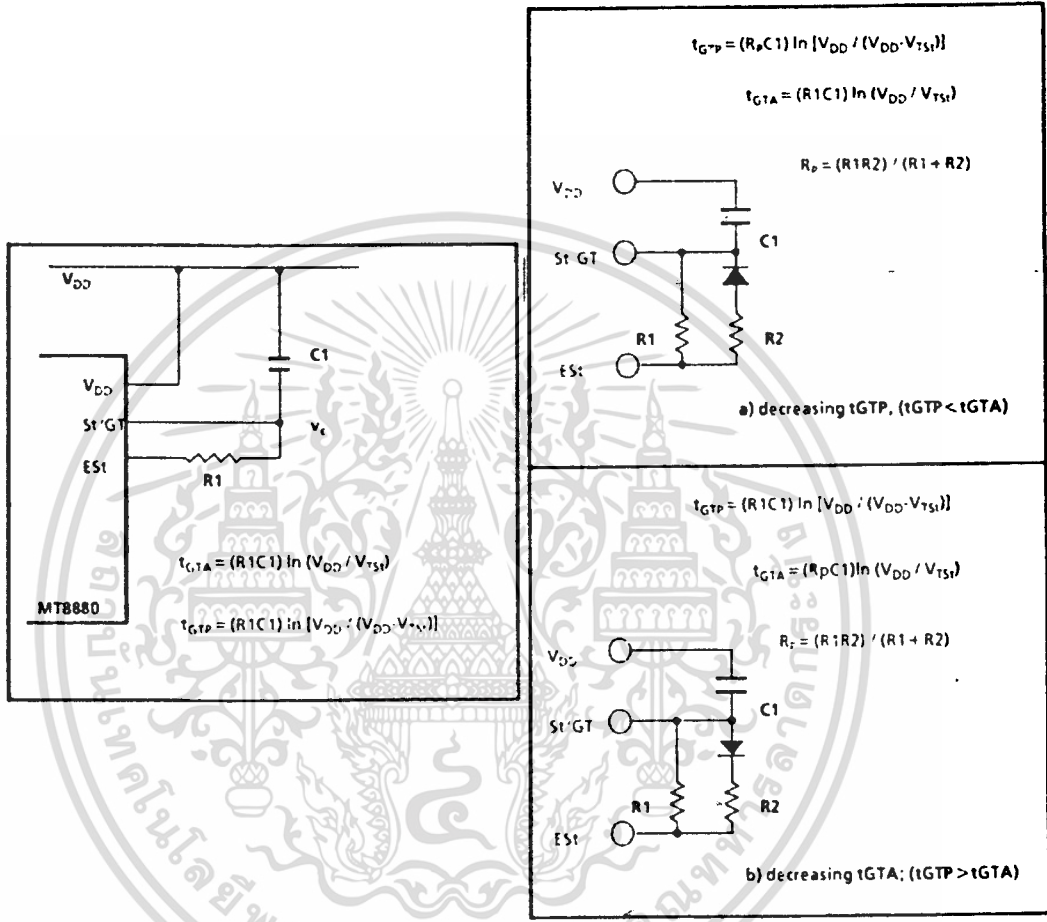 V_DD
C1
V_DD
St/GT
v_c
ESt
R1
t_GTA = (R1C1) ln (V_DD / V_TSt)
MT8880
t_GTP = (R1C1) ln [V_DD / (V_DD-V_TSt)]
t_GTP = (R_PC1) ln [V_DD / (V_DD-V_TSt)]
t_GTA = (R1C1) ln (V_DD / V_TSt)
R_P = (R1R2) / (R1 + R2)
V_DD
C1
St/GT
R1
R2
ESt
a) decreasing tGTP, (tGTP < tGTA)
t_GTP = (R1C1) ln [V_DD / (V_DD-V_TSt)]
t_GTA = (RpC1) ln (V_DD / V_TSt)
R_P = (R1R2) / (R1 + R2)
V_DD
C1
St/GT
R1
R2
ESt
b) decreasing tGTA; (tGTP > tGTA)